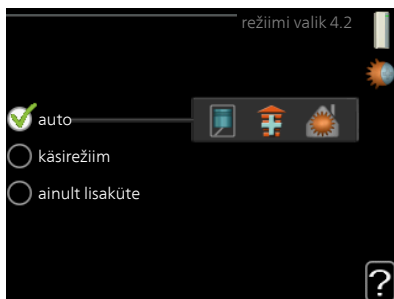 režiimi valik 4.2
auto
käsirežiim
ainult lisaküte
?